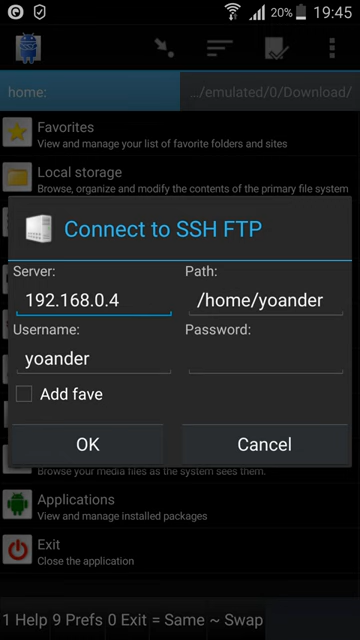 20% 19:45
home: .../emulated/0/Download/
Favorites
View and manage your list of favorite folders and sites
Local storage
Browse, organize and modify the contents of the primary file system
Connect to SSH FTP
Server: Path:
192.168.0.4 /home/yoander
Username: Password:
yoander
Add fave
OK Cancel
Browse your media files as the system sees them.
Applications
View and manage installed packages
Exit
Close the application
1 Help 9 Prefs 0 Exit = Same ~ Swap